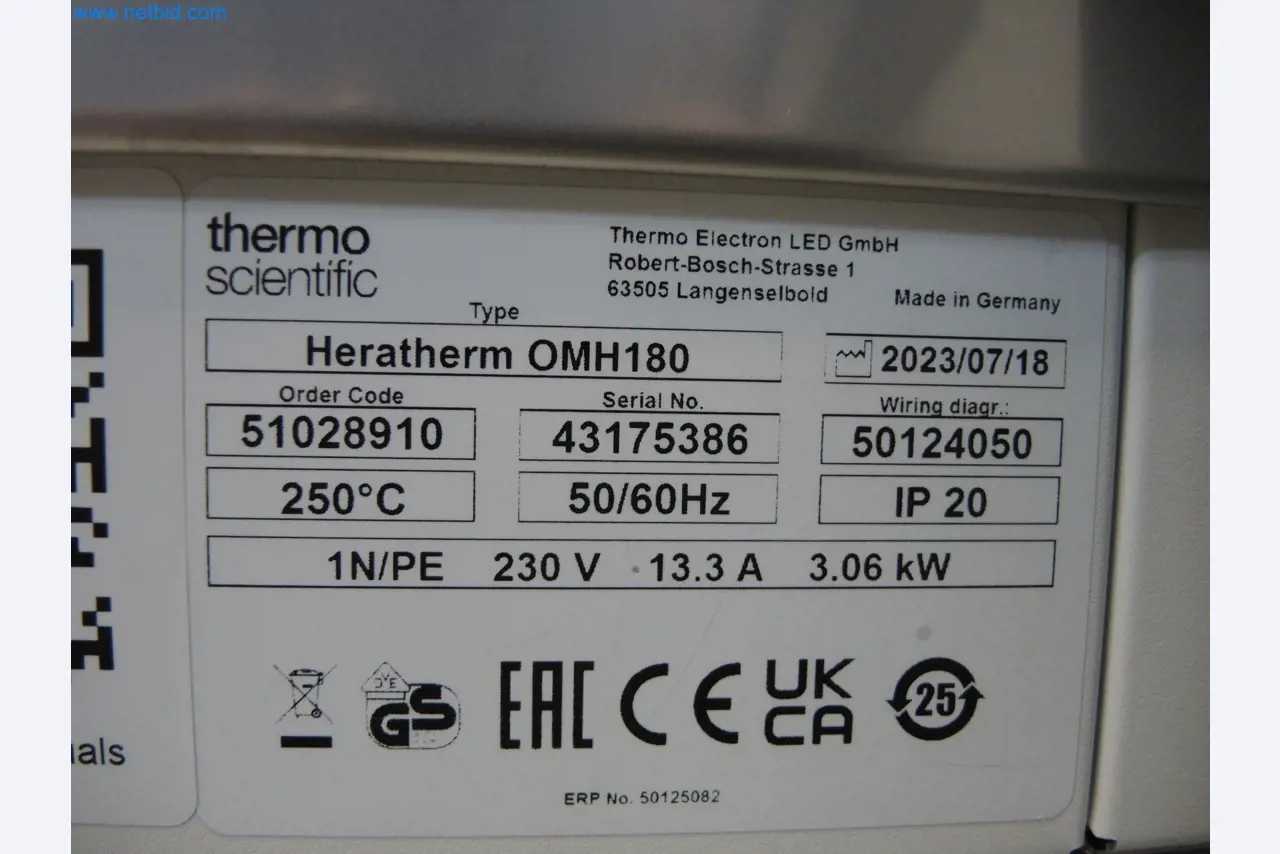 www.netbid.com
thermo
scientific
Thermo Electron LED GmbH
Robert-Bosch-Strasse 1
63505 Langenselbold
Made in Germany
Type
Heratherm OMH180
2023/07/18
Order Code
Serial No.
Wiring diagr.:
51028910
43175386
50124050
250°C
50/60Hz
IP 20
1N/PE 230 V 13.3 A 3.06 kW
DVE
GS
EAC
CE
UK
CA
25
ERP No. 50125082
als